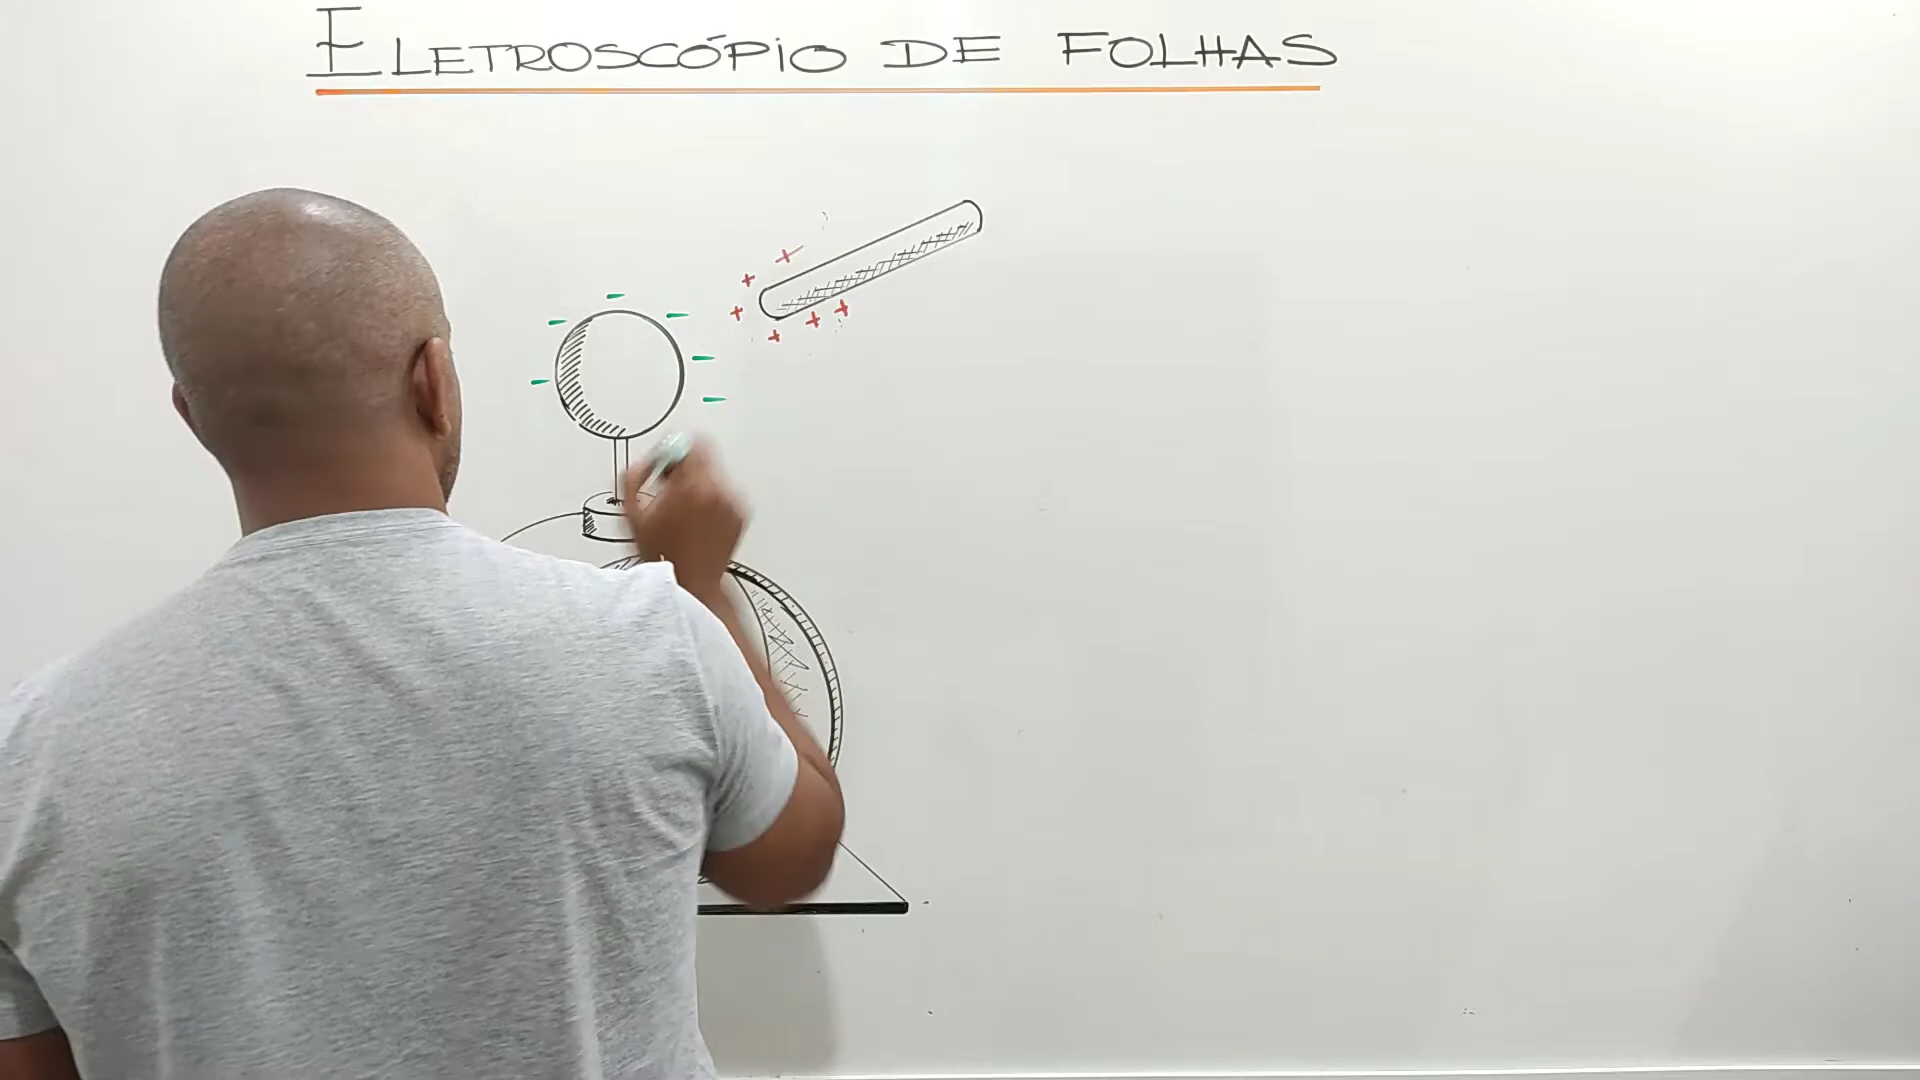 ELETROSCÓPIO DE FOLHAS
+ +
+ + + + +
- - - - - - -